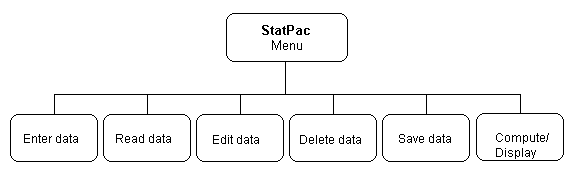 StatPac
Menu
Enter data
Read data
Edit data
Delete data
Save data
Compute/
Display